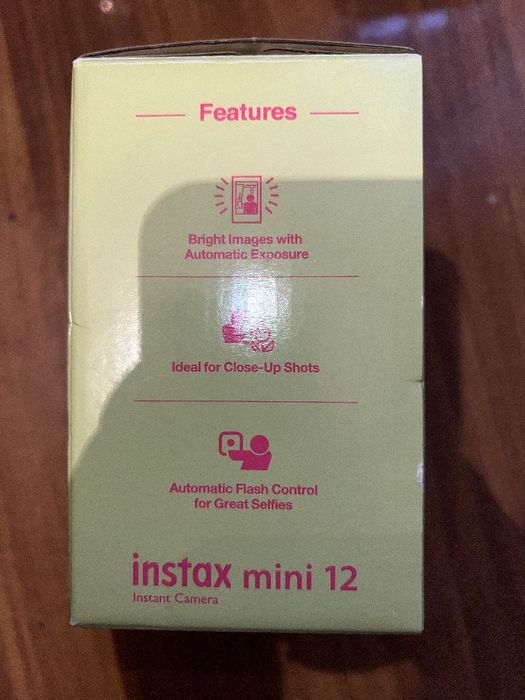 Features
Bright Images with
Automatic Exposure
Ideal for Close-Up Shots
Automatic Flash Control
for Great Selfies
instax mini 12
Instant Camera